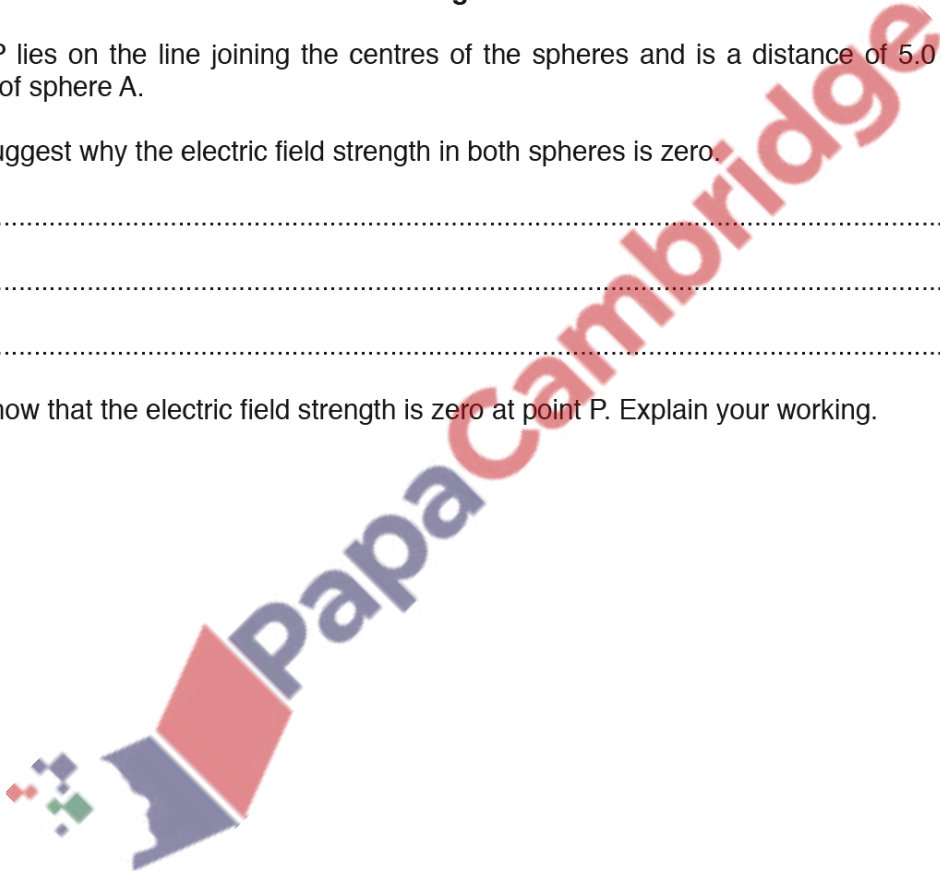 P lies on the line joining the centres of the spheres and is a distance of 5.0
of sphere A.
uggest why the electric field strength in both spheres is zero.
how that the electric field strength is zero at point P. Explain your working.
PapaCambridge